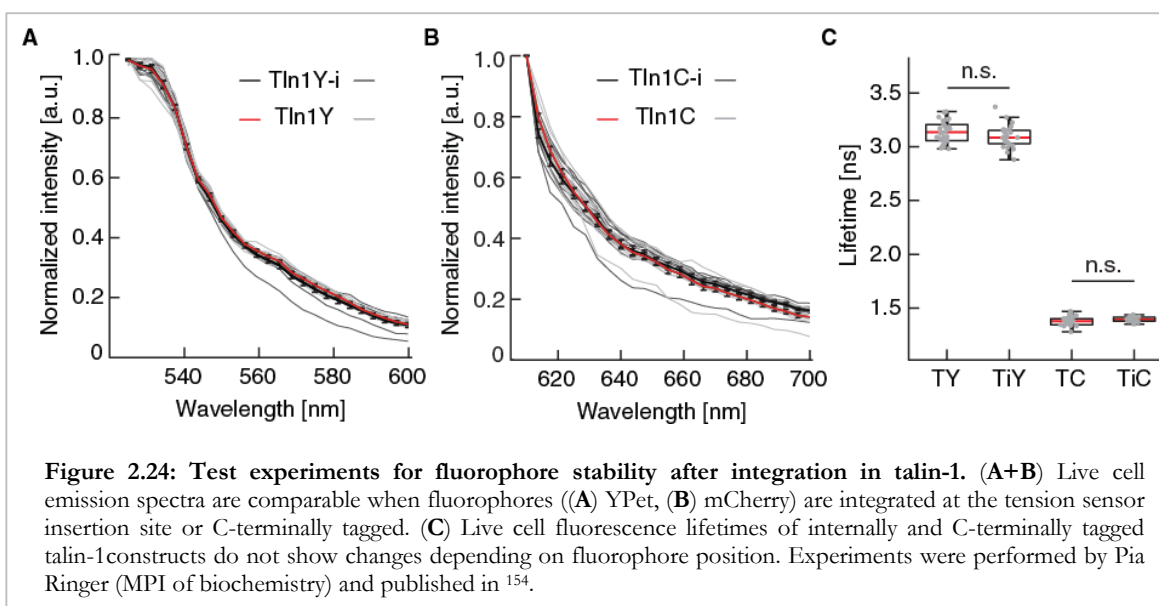 A
Normalized intensity [a.u.]
1.0
0.8
0.6
0.4
0.2
0
Tln1Y-i
Tln1Y
540 560 580 600
Wavelength [nm]
B
Normalized intensity [a.u.]
1.0
0.8
0.6
0.4
0.2
0
Tln1C-i
Tln1C
620 640 660 680 700
Wavelength [nm]
C
Lifetime [ns]
3.5
3.0
2.5
2.0
1.5
n.s.
n.s.
TY TiY TC TiC
Figure 2.24: Test experiments for fluorophore stability after integration in talin-1. (A+B) Live cell
emission spectra are comparable when fluorophores ((A) YPet, (B) mCherry) are integrated at the tension sensor
insertion site or C-terminally tagged. (C) Live cell fluorescence lifetimes of internally and C-terminally tagged
talin-1constructs do not show changes depending on fluorophore position. Experiments were performed by Pia
Ringer (MPI of biochemistry) and published in 154.